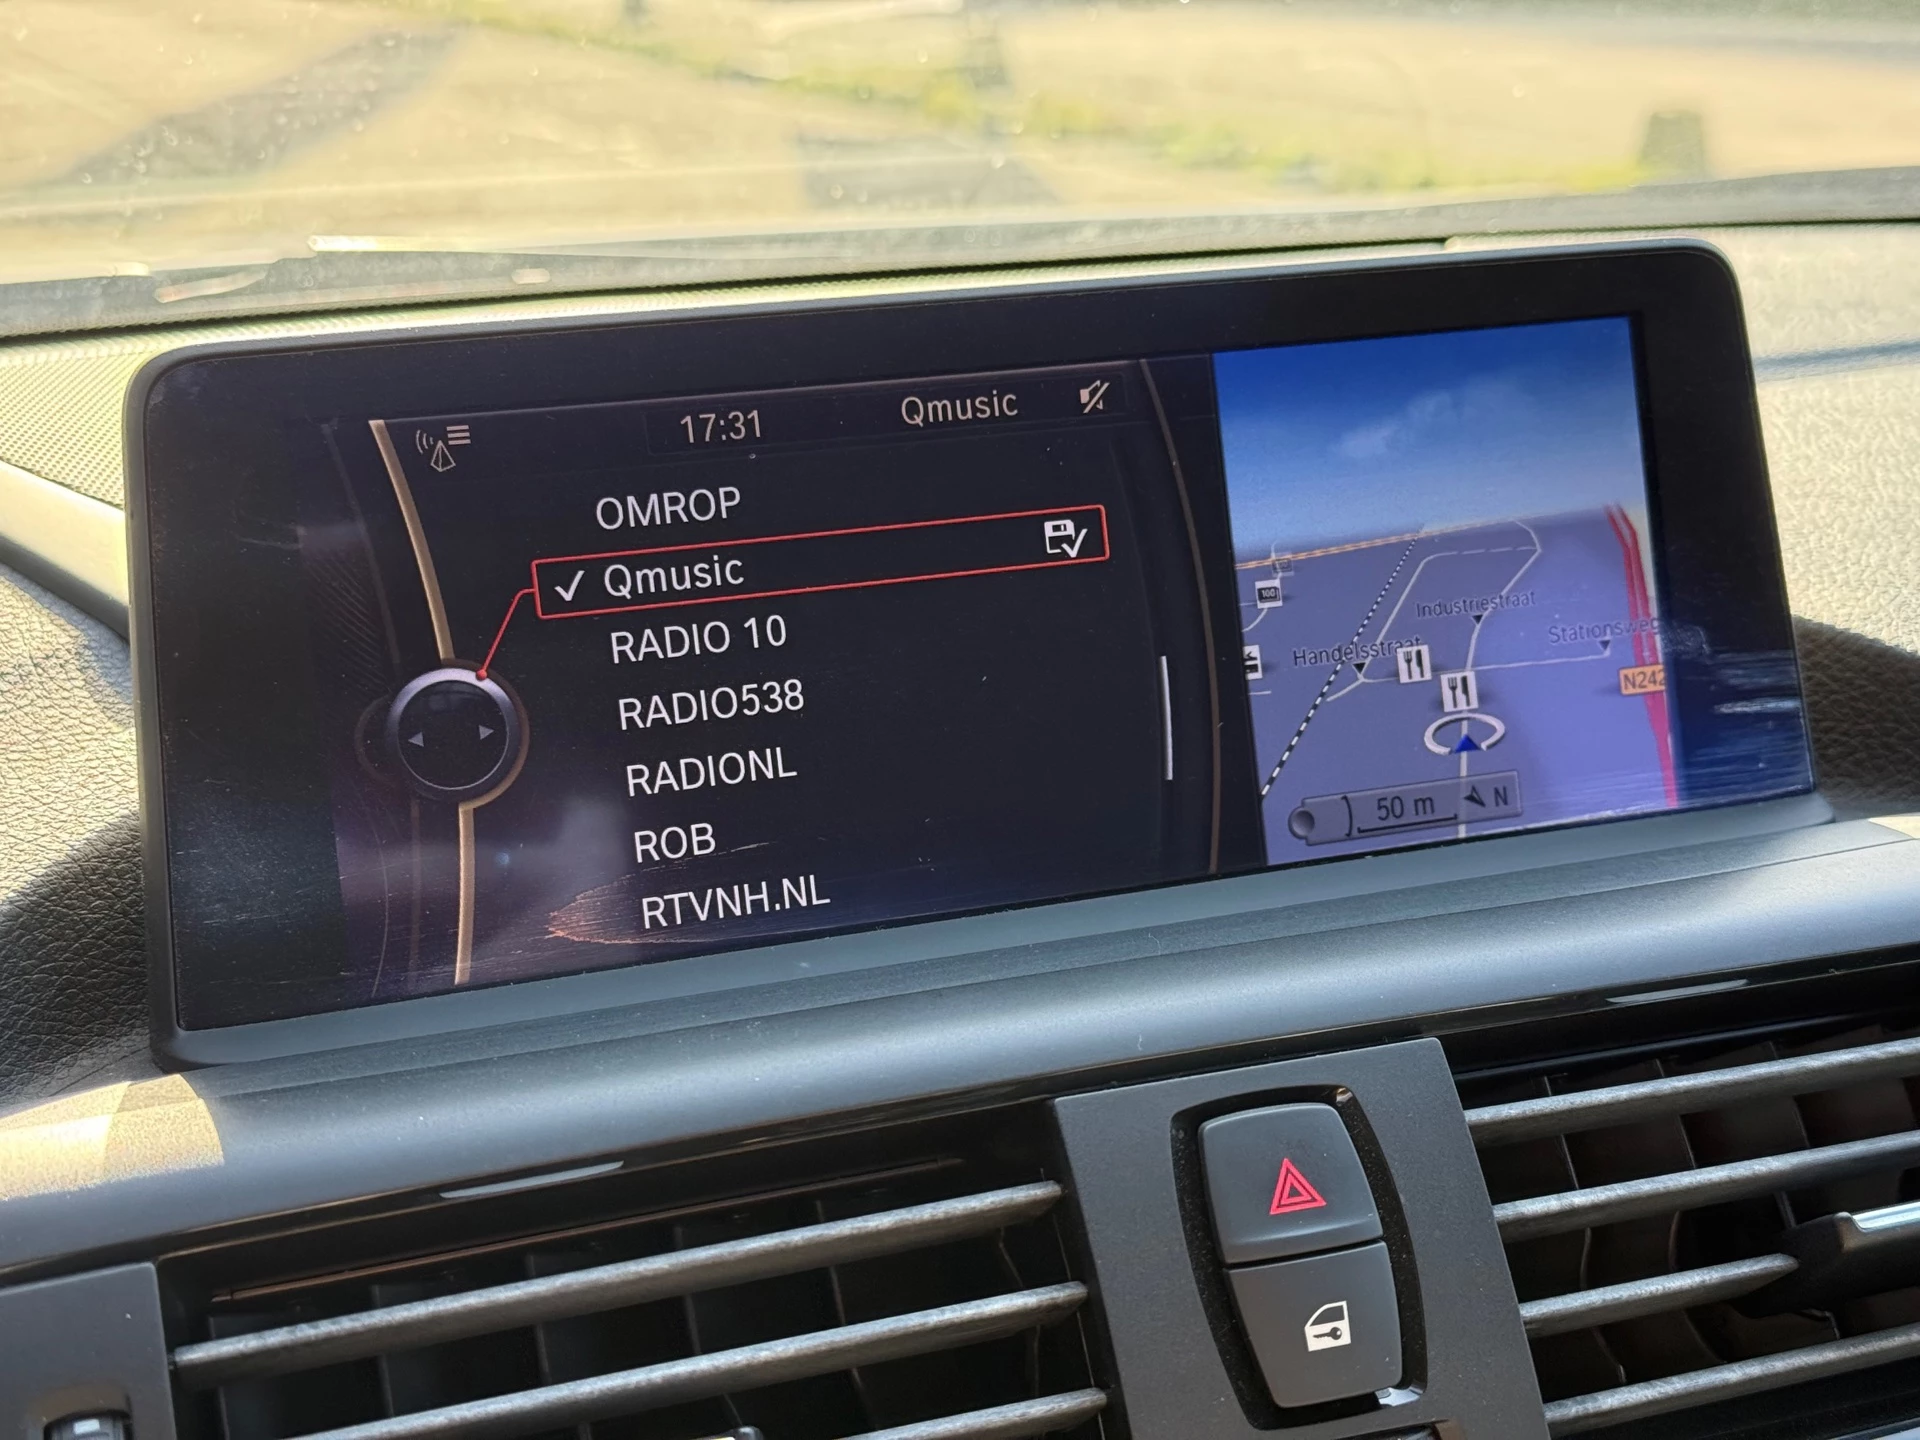 17:31 Qmusic
OMROP
Qmusic
RADIO 10
RADIO538
RADIONL
ROB
RTVNH.NL
100
Industriestraat
Stationsweg
Handelsstraat
N242
50 m N